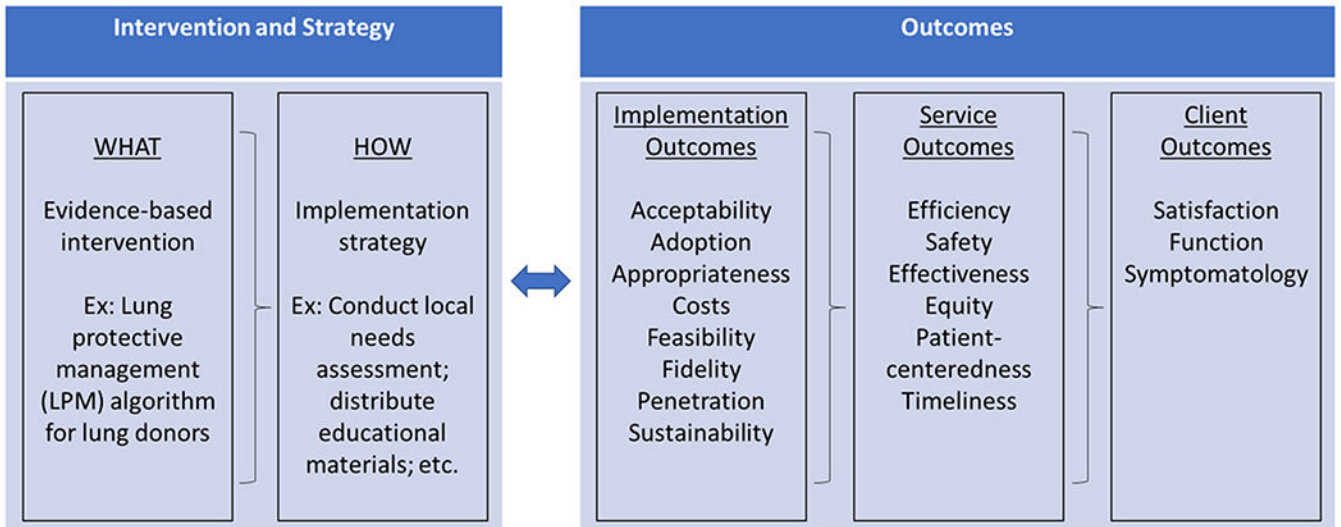 Intervention and Strategy
Outcomes
WHAT
Evidence-based
intervention
Ex: Lung
protective
management
(LPM) algorithm
for lung donors
HOW
Implementation
strategy
Ex: Conduct local
needs
assessment;
distribute
educational
materials; etc.
Implementation
Outcomes
Acceptability
Adoption
Appropriateness
Costs
Feasibility
Fidelity
Penetration
Sustainability
Service
Outcomes
Efficiency
Safety
Effectiveness
Equity
Patient-
centeredness
Timeliness
Client
Outcomes
Satisfaction
Function
Symptomatology